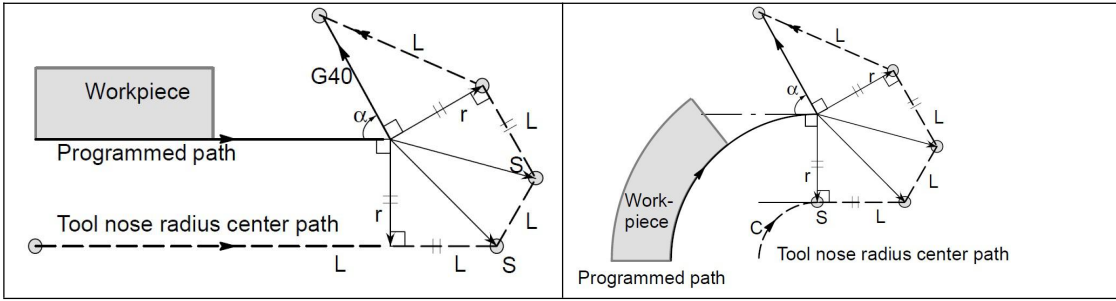 L
G40
Workpiece
α
r
L
Programmed path
S
r
L
Tool nose radius center path
L
L
S
L
α
r
L
Work-
piece
r
L
S
L
C
Tool nose radius center path
Programmed path